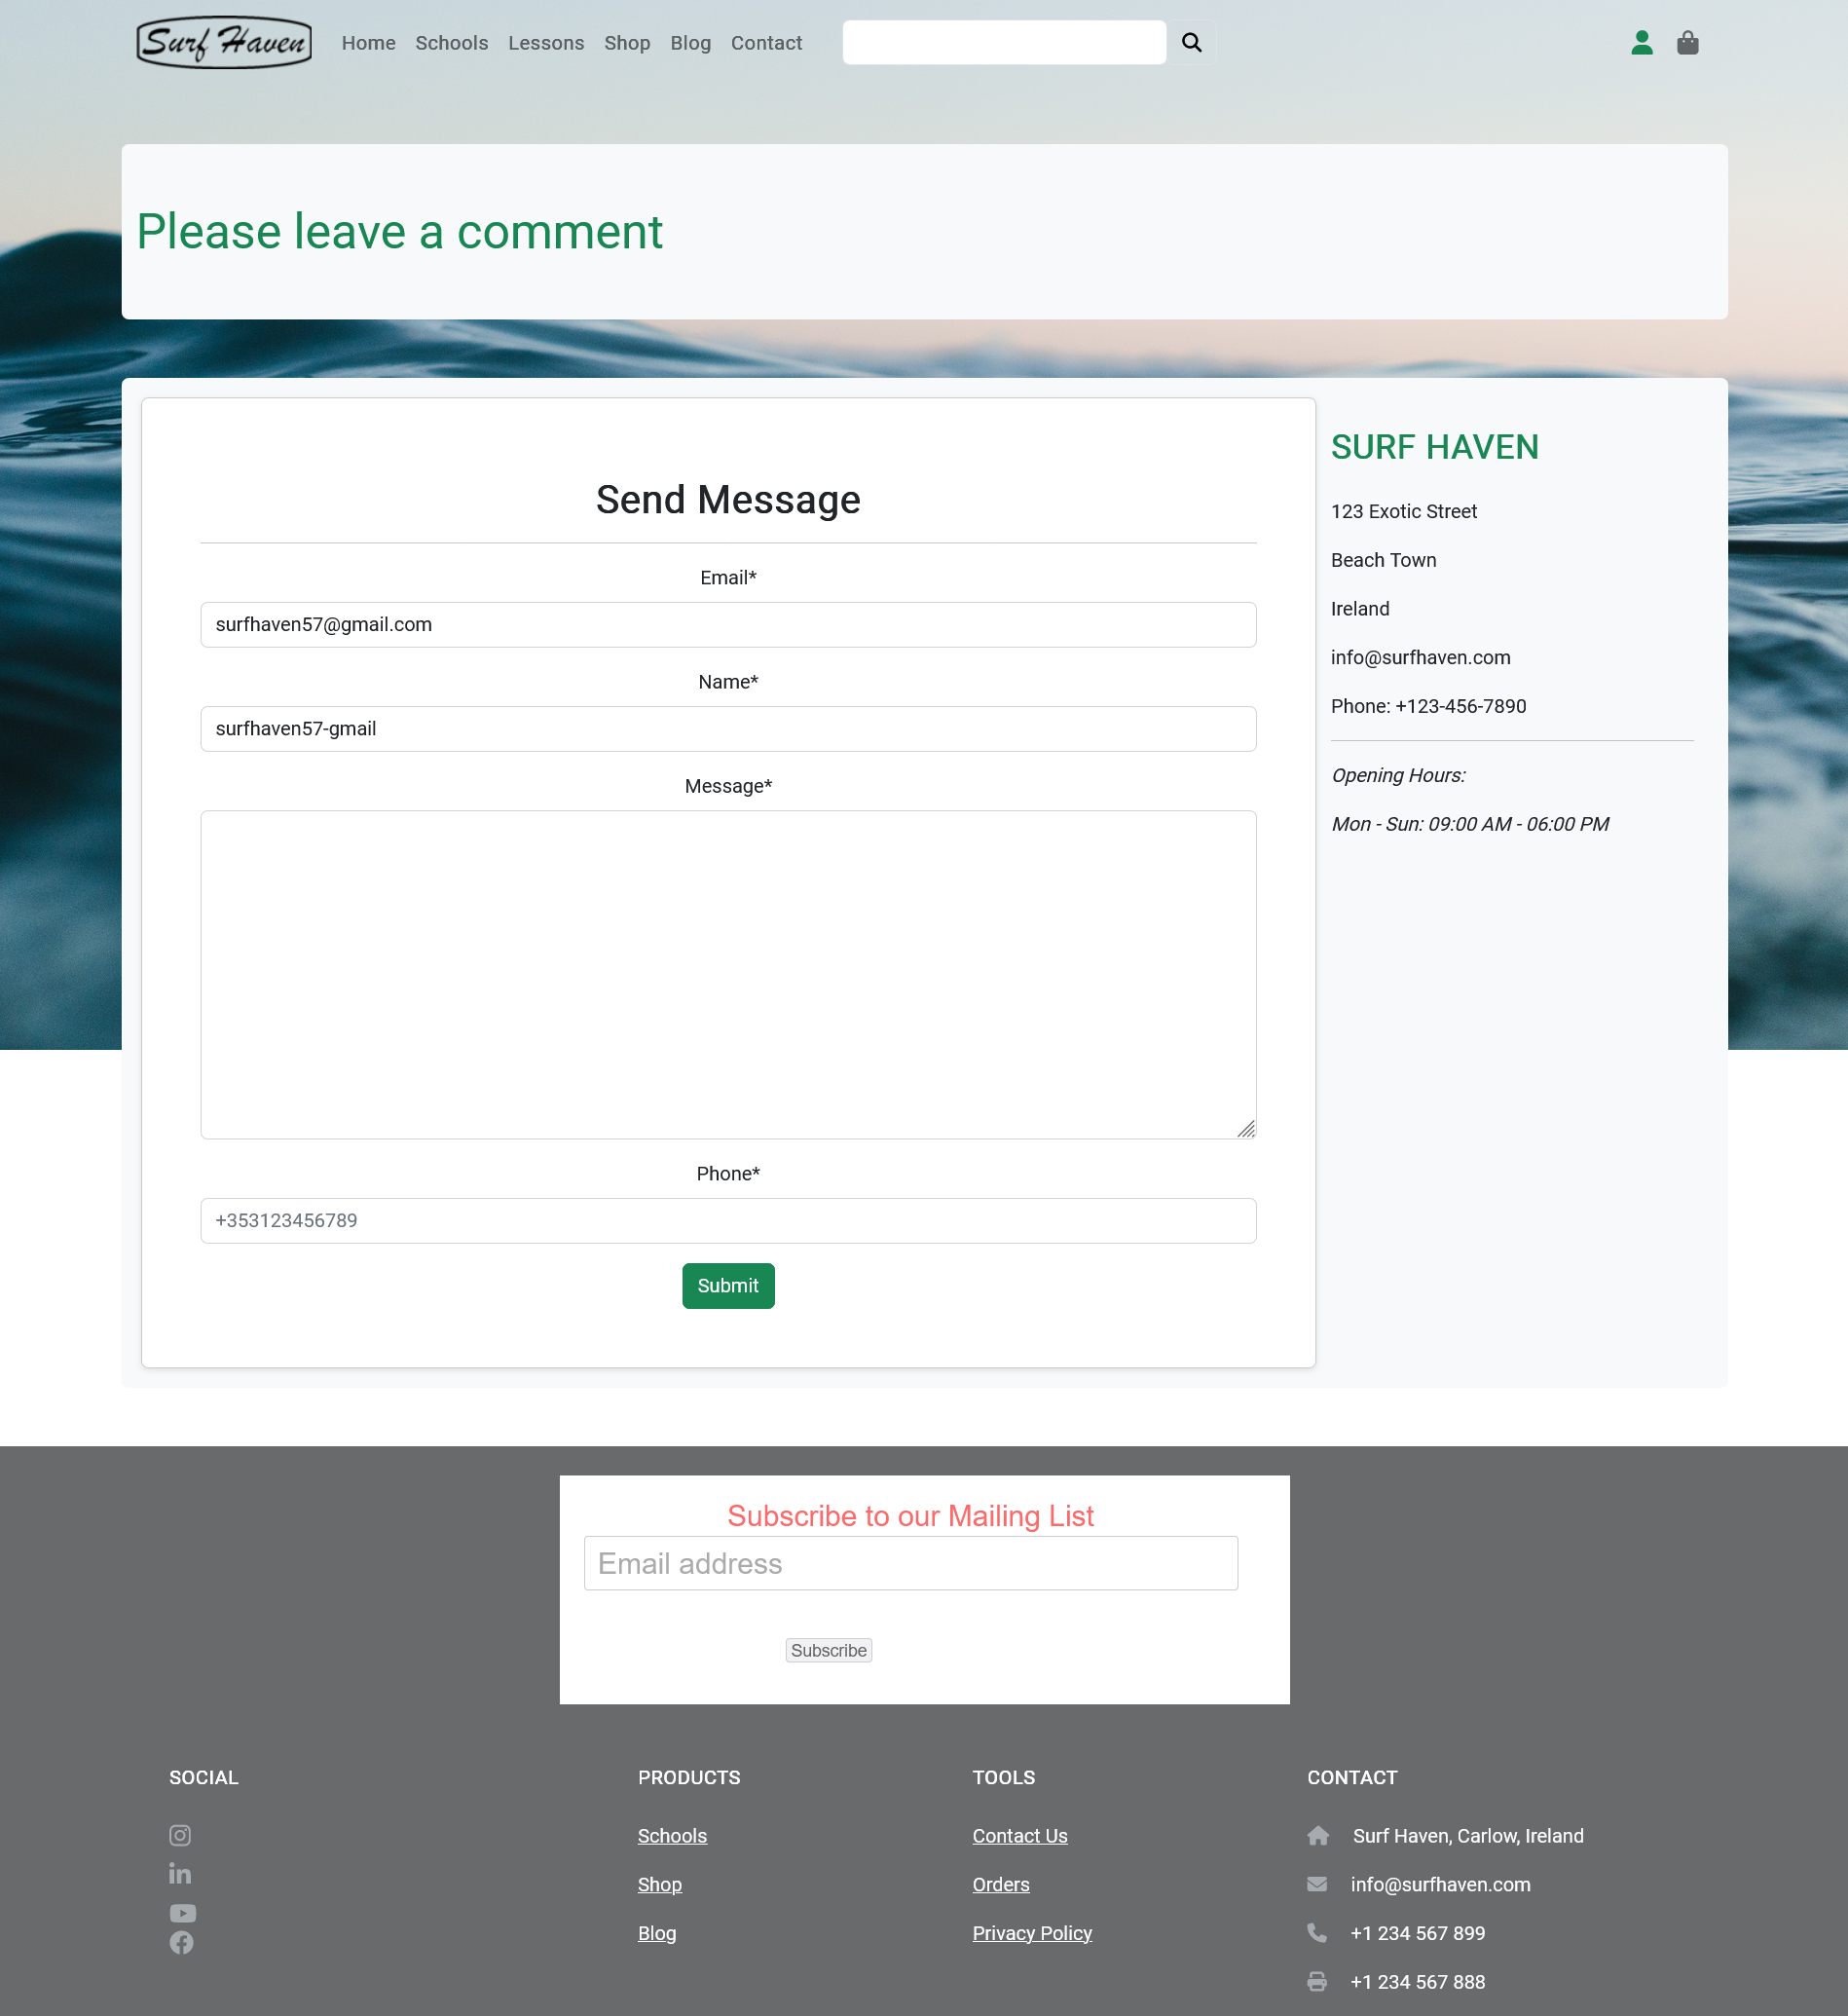 Surf Haven
Home Schools Lessons Shop Blog Contact
Please leave a comment
Send Message
Email*
surfhaven57@gmail.com
Name*
surfhaven57-gmail
Message*
Phone*
+353123456789
Submit
SURF HAVEN
123 Exotic Street
Beach Town
Ireland
info@surfhaven.com
Phone: +123-456-7890
Opening Hours:
Mon - Sun: 09:00 AM - 06:00 PM
Subscribe to our Mailing List
Email address
Subscribe
SOCIAL
PRODUCTS
Schools
Shop
Blog
TOOLS
Contact Us
Orders
Privacy Policy
CONTACT
Surf Haven, Carlow, Ireland
info@surfhaven.com
+1 234 567 899
+1 234 567 888